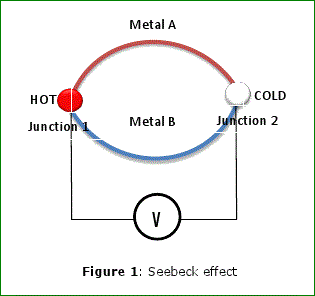 Metal A
HOT
COLD
Metal B
Junction 1
Junction 2
V
Figure 1: Seebeck effect